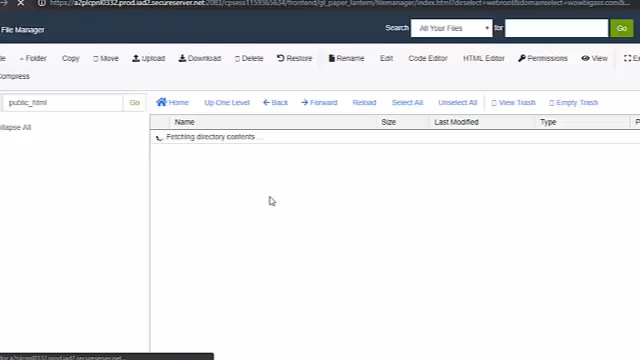 https://a2plcpnl0332.prod.iad2.secureserver.net:2083/cpsess1159365634/frontend/gl_paper_lantern/filemanager/index.html?dirselect=webroot&domainselect=wowbigass.com&
File Manager
Search All Your Files for Go
+ Folder Copy Move Upload Download Delete Restore Rename Edit Code Editor HTML Editor Permissions View
ompress
public_html Go Home Up One Level Back Forward Reload Select All Unselect All View Trash Empty Trash
ollapse All
Name Size Last Modified Type
Fetching directory contents ...
for a2plcpnl0332.prod.iad2.secureserver.net...